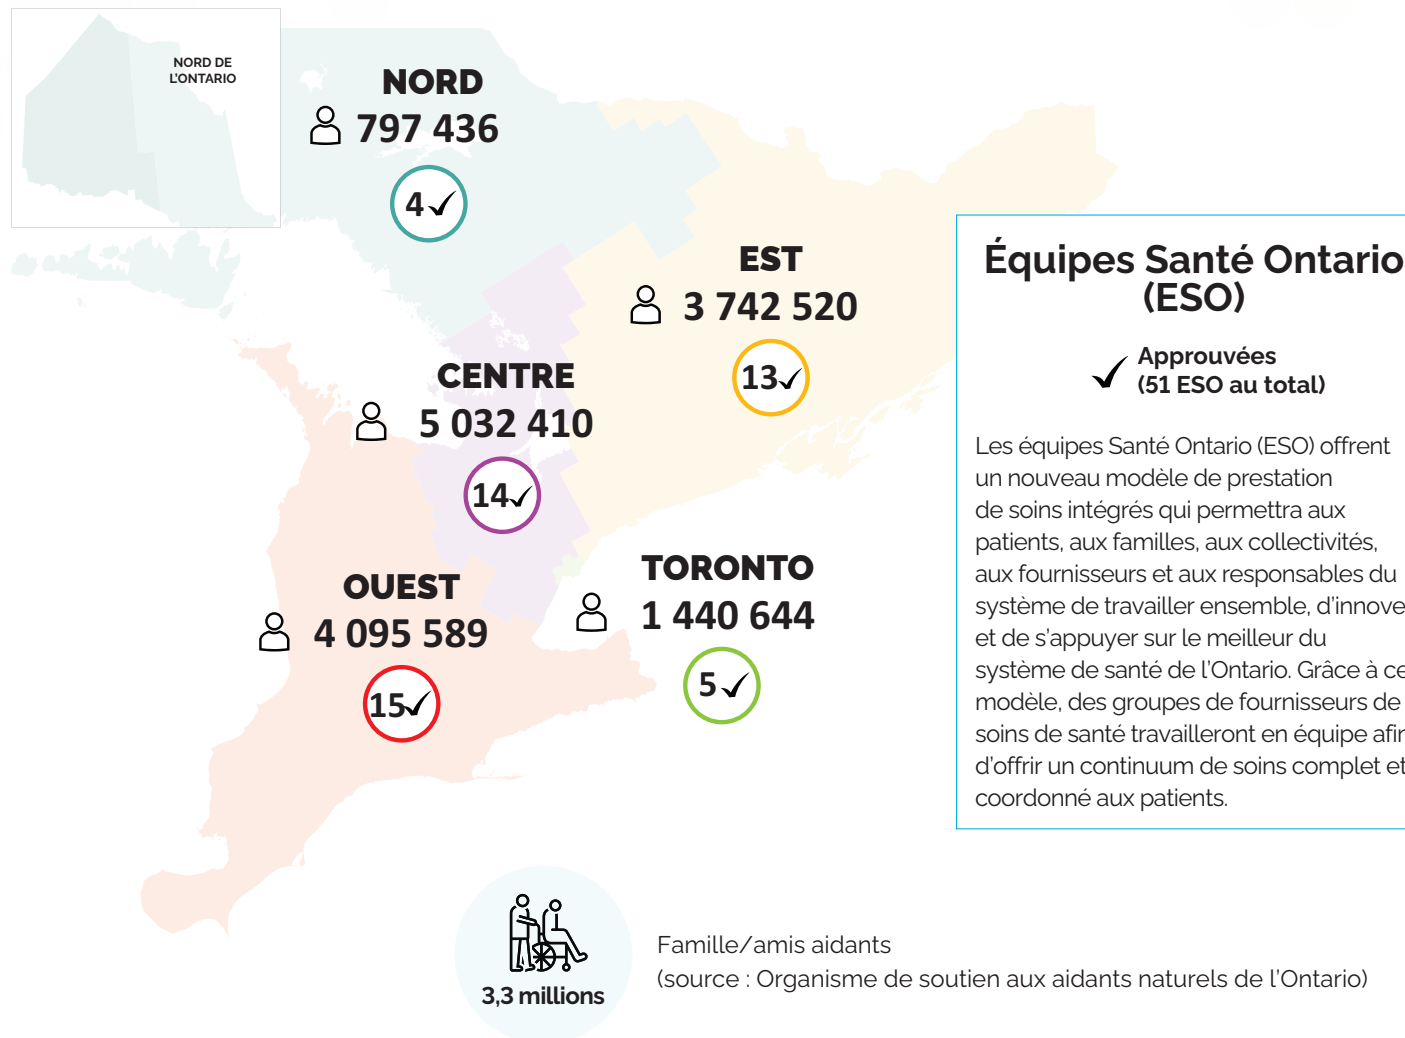 NORD DE
L'ONTARIO
NORD
797 436
4
EST
3 742 520
13
CENTRE
5 032 410
14
OUEST
4 095 589
15
TORONTO
1 440 644
5
Équipes Santé Ontario
(ESO)
Approuvées
(51 ESO au total)
Les équipes Santé Ontario (ESO) offrent
un nouveau modèle de prestation
de soins intégrés qui permettra aux
patients, aux familles, aux collectivités,
aux fournisseurs et aux responsables du
système de travailler ensemble, d'innove
et de s'appuyer sur le meilleur du
système de santé de l'Ontario. Grâce à ce
modèle, des groupes de fournisseurs de
soins de santé travailleront en équipe afin
d'offrir un continuum de soins complet et
coordonné aux patients.
3,3 millions
Famille/amis aidants
(source : Organisme de soutien aux aidants naturels de l'Ontario)